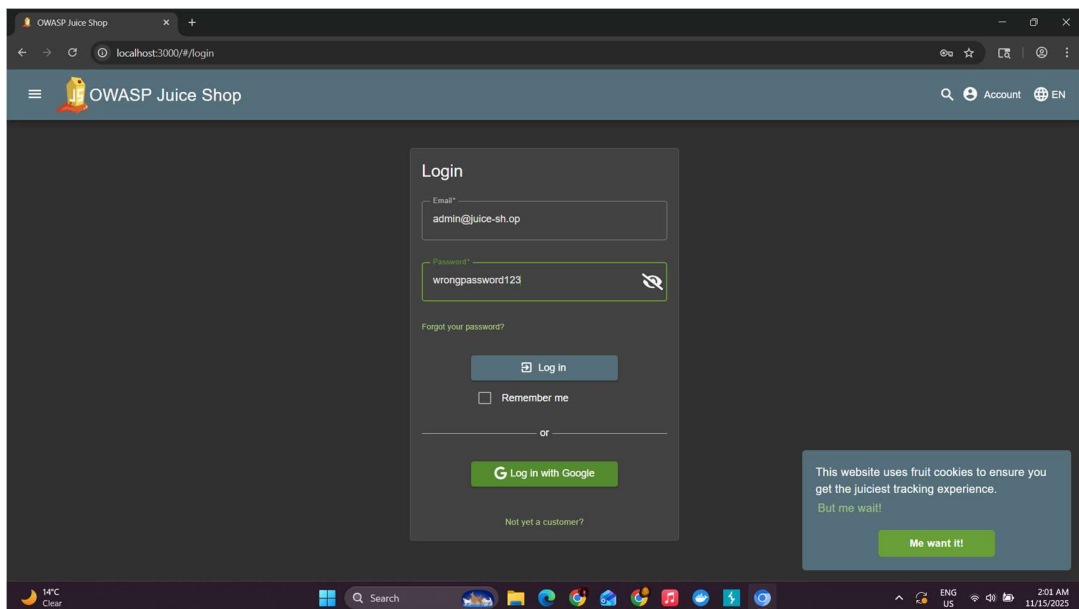 OWASP Juice Shop
localhost:3000/#/login
OWASP Juice Shop
Account
EN
Login
Email*
admin@juice-sh.op
Password*
wrongpassword123
Forgot your password?
Log in
Remember me
or
Log in with Google
Not yet a customer?
This website uses fruit cookies to ensure you
get the juiciest tracking experience.
But me wait!
Me want it!
14°C
Clear
Search
ENG
US
2:01 AM
11/15/2025